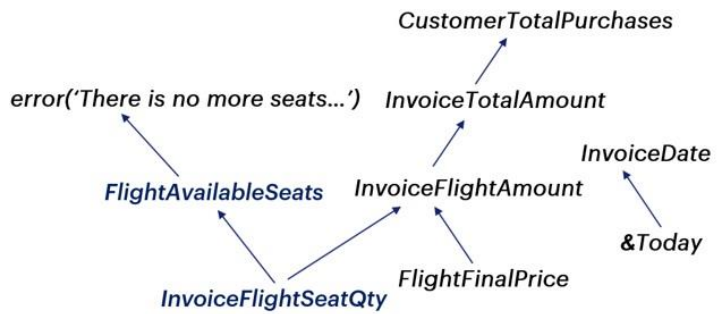 CustomerTotalPurchases
error(‘There is no more seats...’)
InvoiceTotalAmount
InvoiceDate
FlightAvailableSeats
InvoiceFlightAmount
&Today
FlightFinalPrice
InvoiceFlightSeatQty